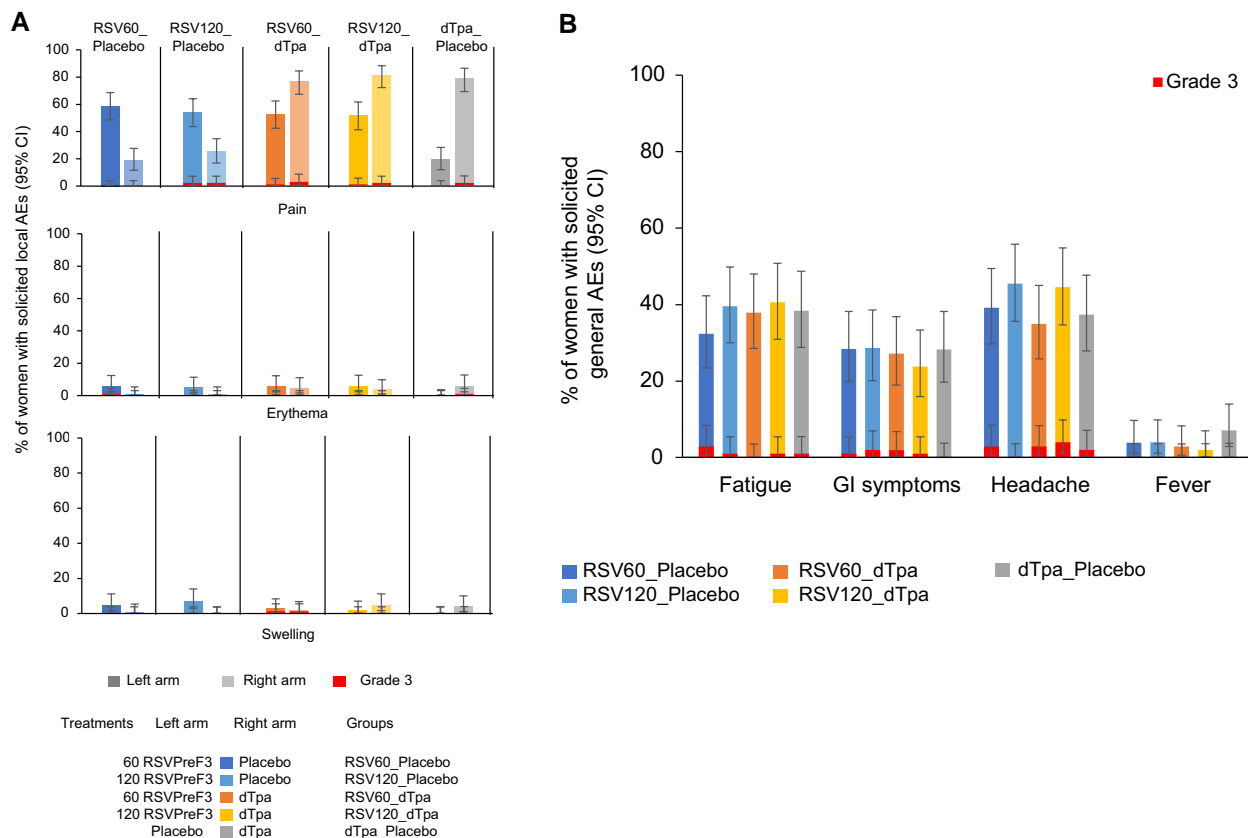 A
RSV60_ RSV120_ RSV60_ RSV120_ dTpa_
Placebo Placebo dTpa dTpa Placebo
% of women with solicited local AEs (95% CI)
100
80
60
40
20
0
Pain
100
80
60
40
20
0
Erythema
100
80
60
40
20
0
Swelling
Left arm Right arm Grade 3
Treatments Left arm Right arm Groups
60 RSVPreF3 Placebo RSV60_Placebo
120 RSVPreF3 Placebo RSV120_Placebo
60 RSVPreF3 dTpa RSV60_dTpa
120 RSVPreF3 dTpa RSV120_dTpa
Placebo dTpa dTpa_Placebo
B
% of women with solicited
general AEs (95% CI)
100
80
60
40
20
0
Grade 3
Fatigue GI symptoms Headache Fever
RSV60_Placebo RSV60_dTpa dTpa_Placebo
RSV120_Placebo RSV120_dTpa